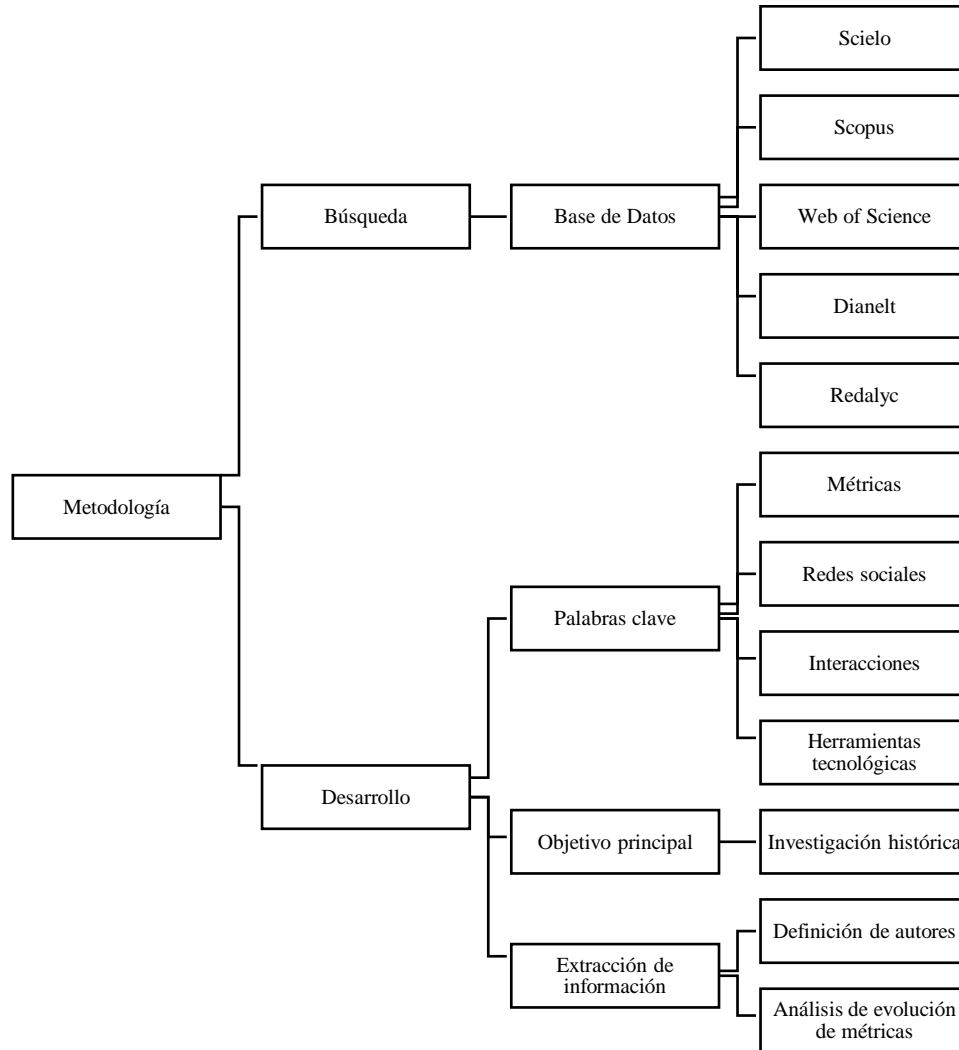 Metodología
Búsqueda
Base de Datos
Scielo
Scopus
Web of Science
Dianelt
Redalyc
Desarrollo
Palabras clave
Métricas
Redes sociales
Interacciones
Herramientas
tecnológicas
Objetivo principal
Investigación histórica
Extracción de
información
Definición de autores
Análisis de evolución
de métricas